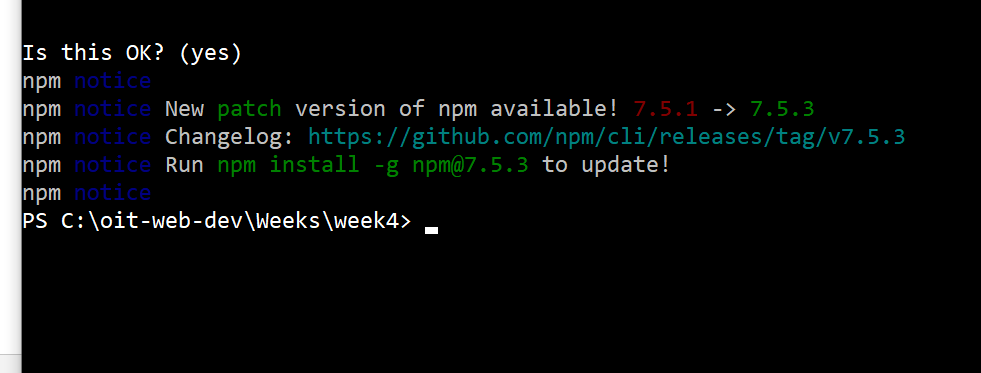 Is this OK? (yes)
npm notice
npm notice New patch version of npm available! 7.5.1 -> 7.5.3
npm notice Changelog: https://github.com/npm/cli/releases/tag/v7.5.3
npm notice Run npm install -g npm@7.5.3 to update!
npm notice
PS C:\oit-web-dev\Weeks\week4>